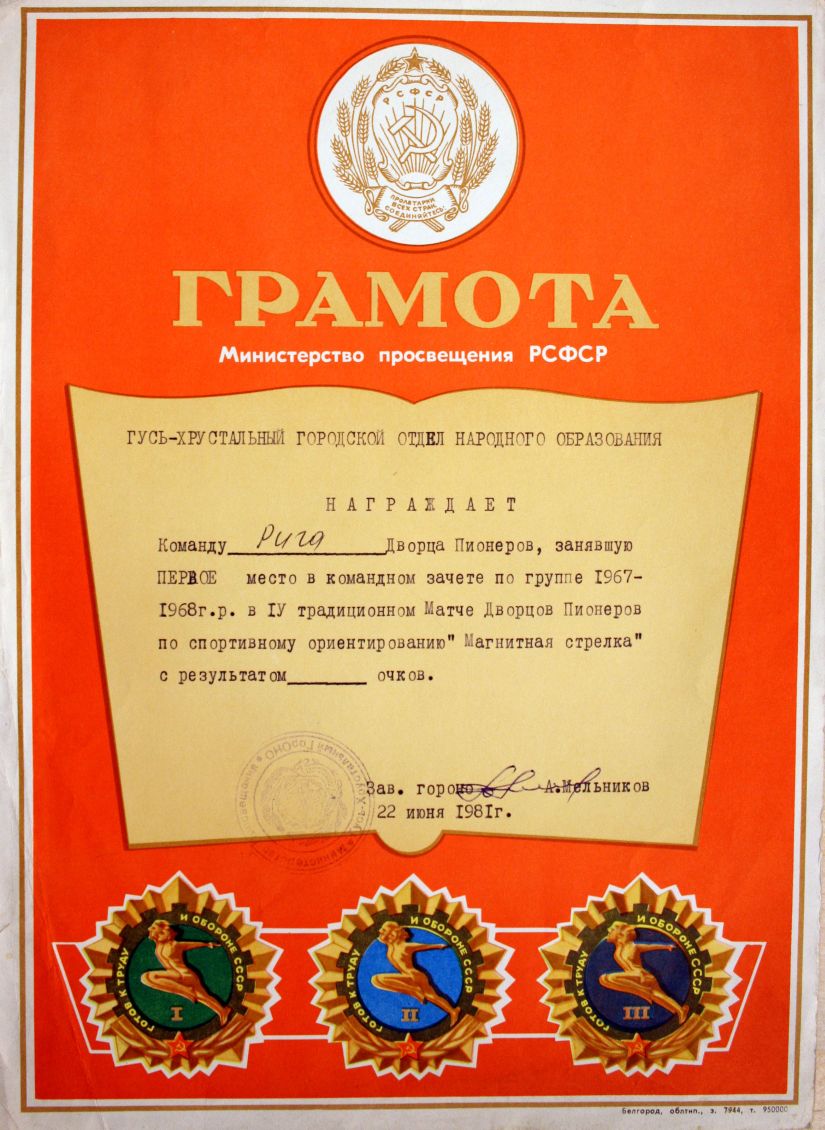 РСФСР
ПРОЛЕТАРИИ
ВСЕХ СТРАН,
СОЕДИНЯЙТЕСЬ!
ГРАМОТА
Министерство просвещения РСФСР
ГУСЬ-ХРУСТАЛЬНЫЙ ГОРОДСКОЙ ОТДЕЛ НАРОДНОГО ОБРАЗОВАНИЯ
НАГРАЖДАЕТ
Команду Рига Дворца Пионеров, занявшую
ПЕРВОЕ место в командном зачете по группе 1967-
1968г.р. в IУ традиционном Матче Дворцов Пионеров
по спортивному ориентированию" Магнитная стрелка"
с результатом_______ очков.
Зав. гороно А.Мельников
22 июня 1981г.
ГОТОВ К ТРУДУ И ОБОРОНЕ СССР
I
ГОТОВ К ТРУДУ И ОБОРОНЕ СССР
II
ГОТОВ К ТРУДУ И ОБОРОНЕ СССР
III
Белгород, облтип., з. 7944, т. 950000